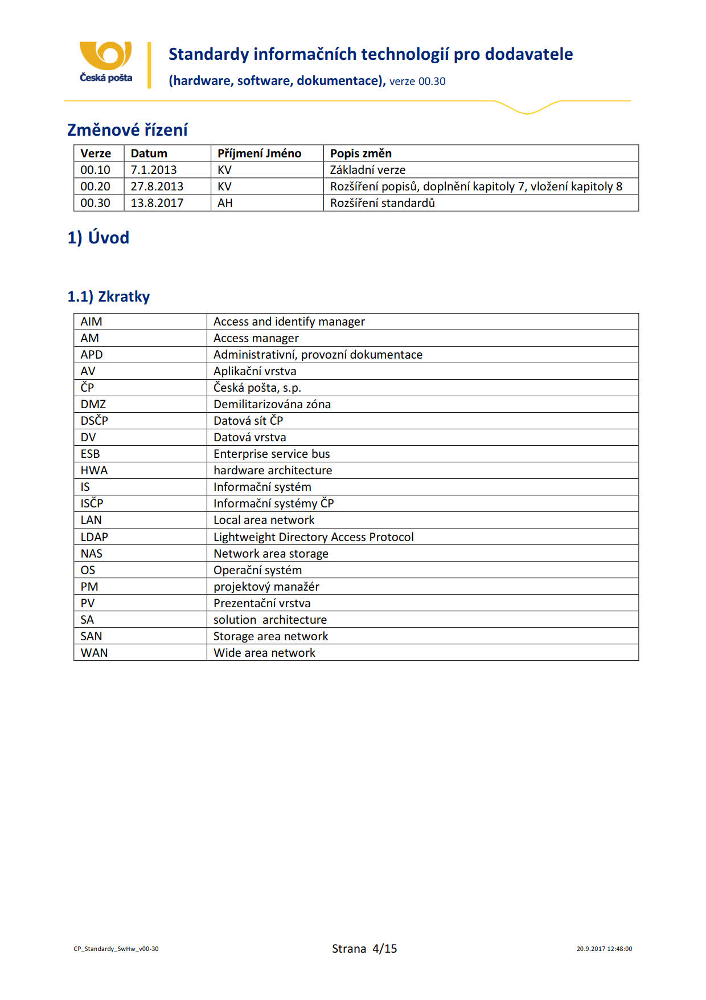 Česká pošta
Standardy informačních technologií pro dodavatele
(hardware, software, dokumentace), verze 00.30
Změnové řízení
Verze Datum Příjmení Jméno Popis změn
00.10 7.1.2013 KV Základní verze
00.20 27.8.2013 KV Rozšíření popisů, doplnění kapitoly 7, vložení kapitoly 8
00.30 13.8.2017 AH Rozšíření standardů
1) Úvod
1.1) Zkratky
AIM Access and identify manager
AM Access manager
APD Administrativní, provozní dokumentace
AV Aplikační vrstva
ČP Česká pošta, s.p.
DMZ Demilitarizována zóna
DSČP Datová sít ČP
DV Datová vrstva
ESB Enterprise service bus
HWA hardware architecture
IS Informační systém
ISČP Informační systémy ČP
LAN Local area network
LDAP Lightweight Directory Access Protocol
NAS Network area storage
OS Operační systém
PM projektový manažér
PV Prezentační vrstva
SA solution architecture
SAN Storage area network
WAN Wide area network
CP_Standardy_SwHw_v00-30 Strana 4/15 20.9.2017 12:48:00